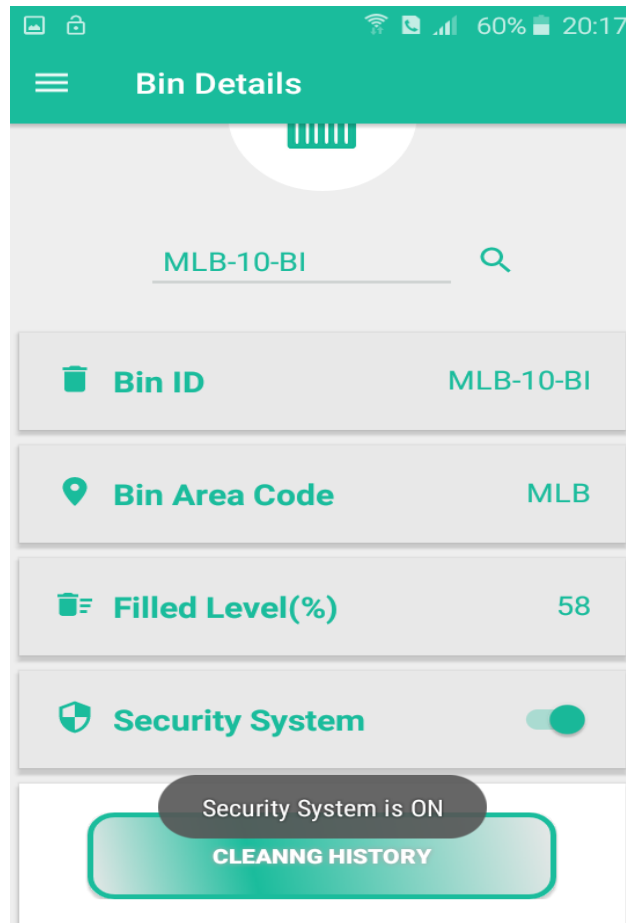 60% 20:17
Bin Details
MLB-10-BI
Bin ID MLB-10-BI
Bin Area Code MLB
Filled Level(%) 58
Security System
Security System is ON
CLEANNG HISTORY